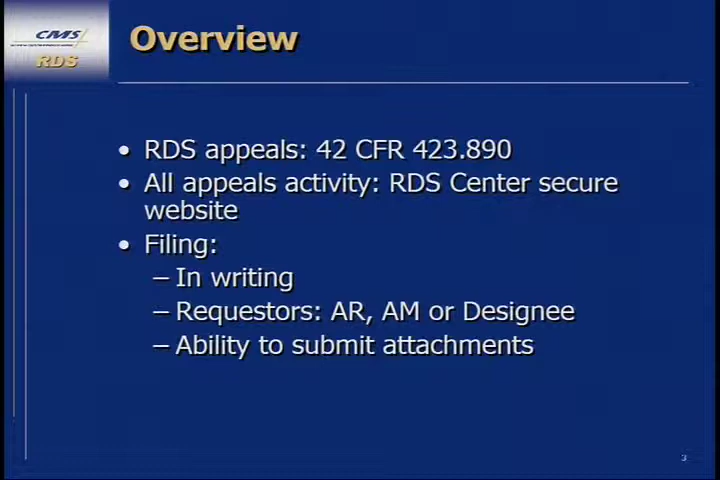 CMS
RDS
Overview
• RDS appeals: 42 CFR 423.890
• All appeals activity: RDS Center secure
website
• Filing:
– In writing
– Requestors: AR, AM or Designee
– Ability to submit attachments
3